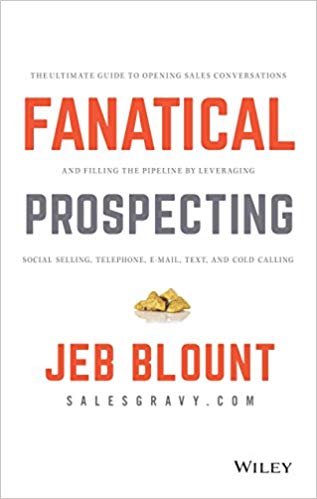 THE ULTIMATE GUIDE TO OPENING SALES CONVERSATIONS
FANATICAL
AND FILLING THE PIPELINE BY LEVERAGING
PROSPECTING
SOCIAL SELLING, TELEPHONE, E-MAIL, TEXT, AND COLD CALLING
JEB BLOUNT
SALESGRAVY.COM
WILEY